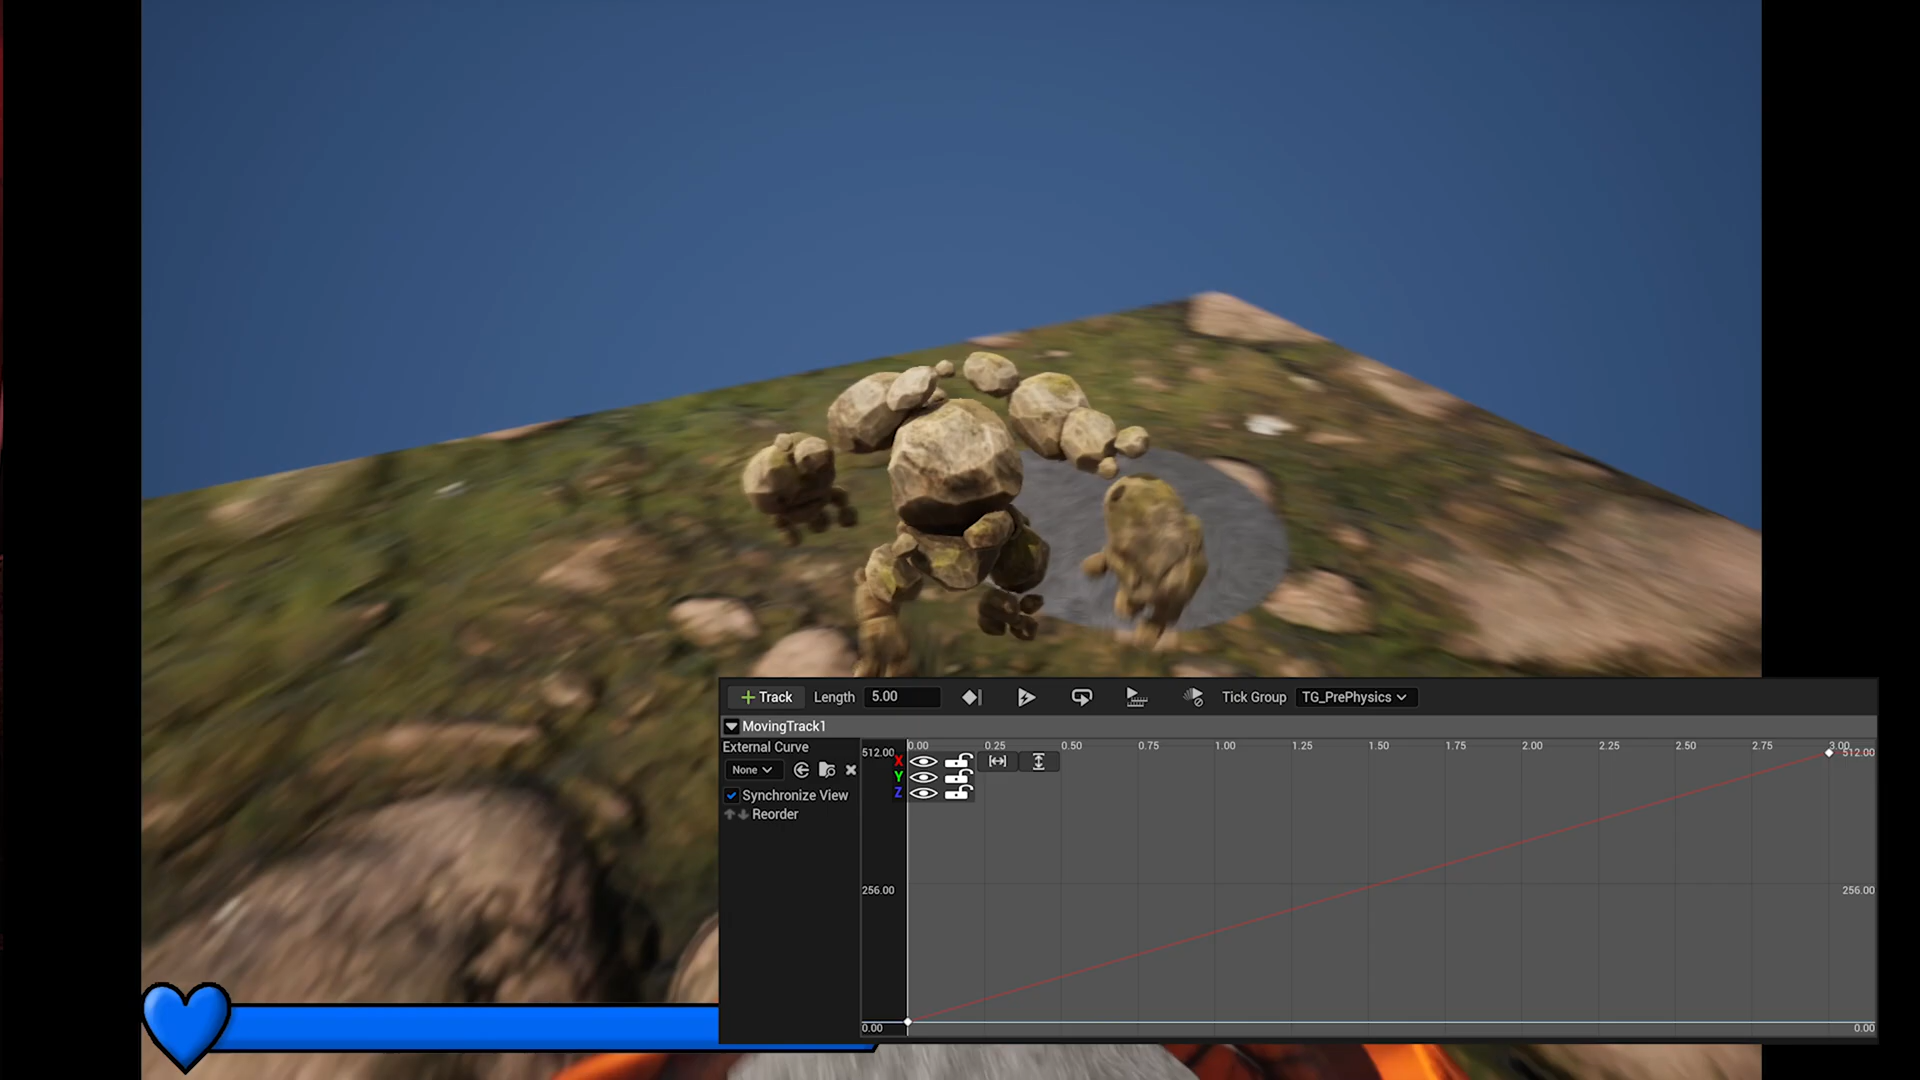 Track Length 5.00 Tick Group TG_PrePhysics
MovingTrack1
External Curve
None
Synchronize View
Reorder
0.00 0.25 0.50 0.75 1.00 1.25 1.50 1.75 2.00 2.25 2.50 2.75 3.00
512.00 512.00
X
Y
Z
256.00 256.00
0.00 0.00